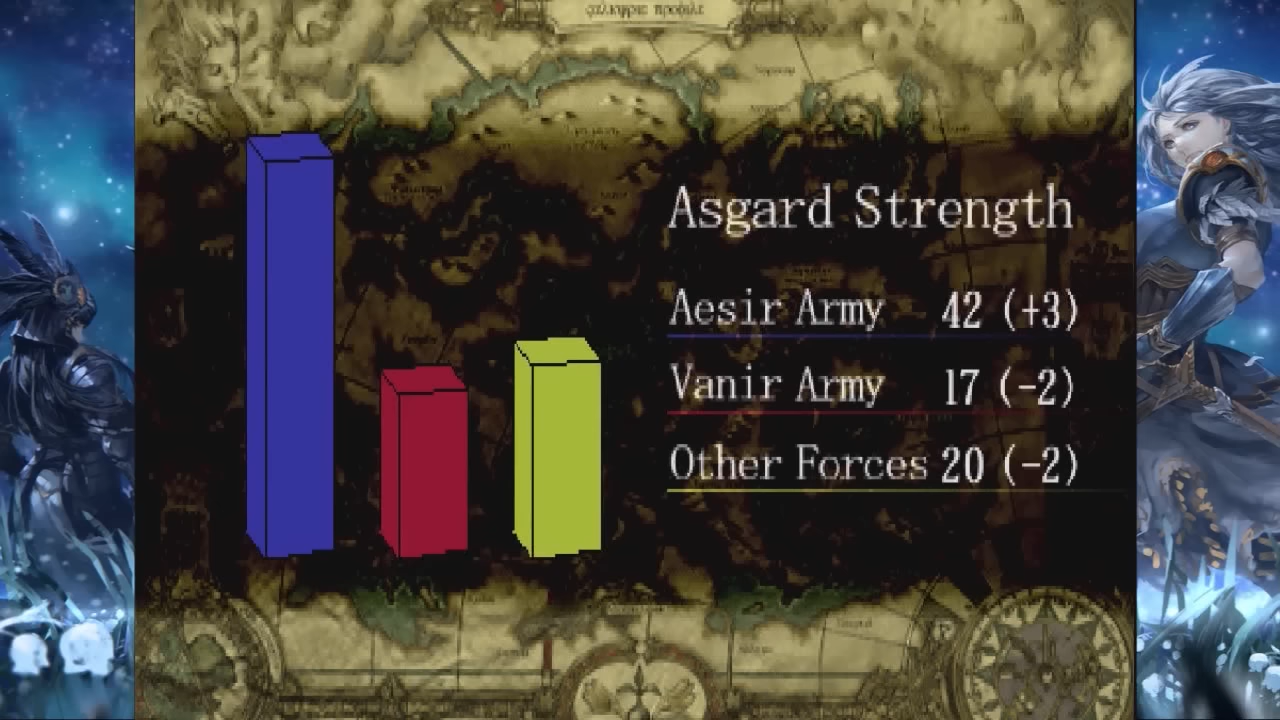 Asgard Strength
Aesir Army 42 (+3)
Vanir Army 17 (-2)
Other Forces 20 (-2)